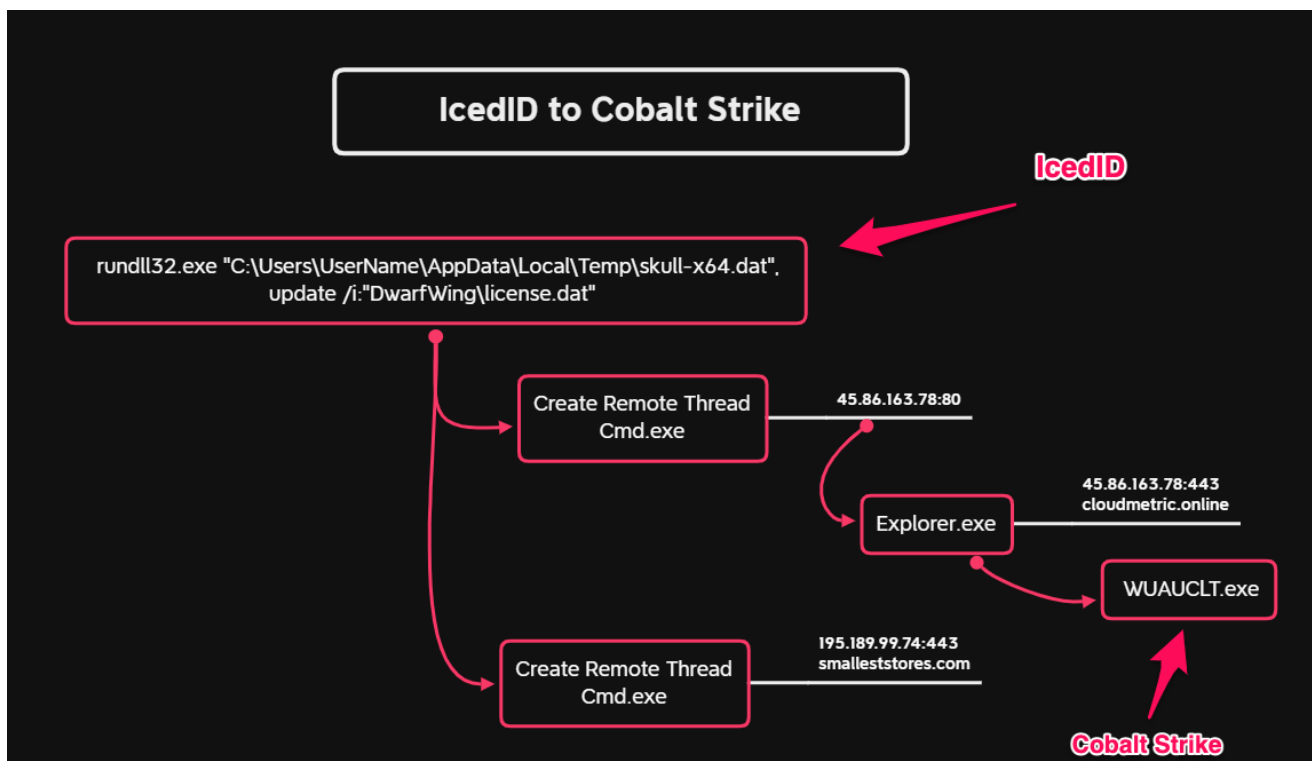 IcedID to Cobalt Strike
IcedID
rundll32.exe "C:\Users\UserName\AppData\Local\Temp\skull-x64.dat",
update /i:"DwarfWing\license.dat"
Create Remote Thread
Cmd.exe
45.86.163.78:80
45.86.163.78:443
cloudmetric.online
Explorer.exe
WUAUCLT.exe
195.189.99.74:443
smalleststores.com
Create Remote Thread
Cmd.exe
Cobalt Strike